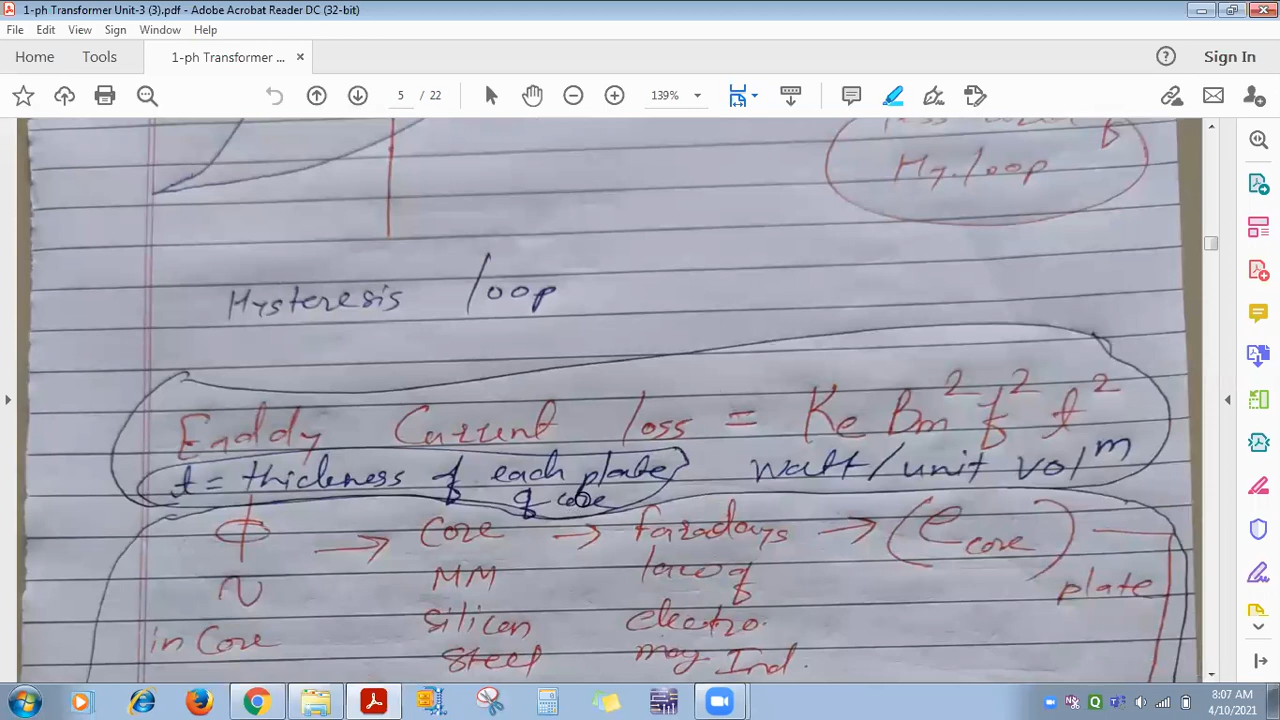 1-ph Transformer Unit-3 (3).pdf - Adobe Acrobat Reader DC (32-bit)
File Edit View Sign Window Help
Home Tools 1-ph Transformer ... × Sign In
5 / 22 139%
Hy. loop
Hysteresis loop
Enddy Current loss = Ke Bm² f² t²
t = thickness of each plate watt/unit volm
of core
Φ → Core → faradays → (e core)
MM law of plate
silicon electro.
in Core
steel mag Ind.
8:07 AM
4/10/2021